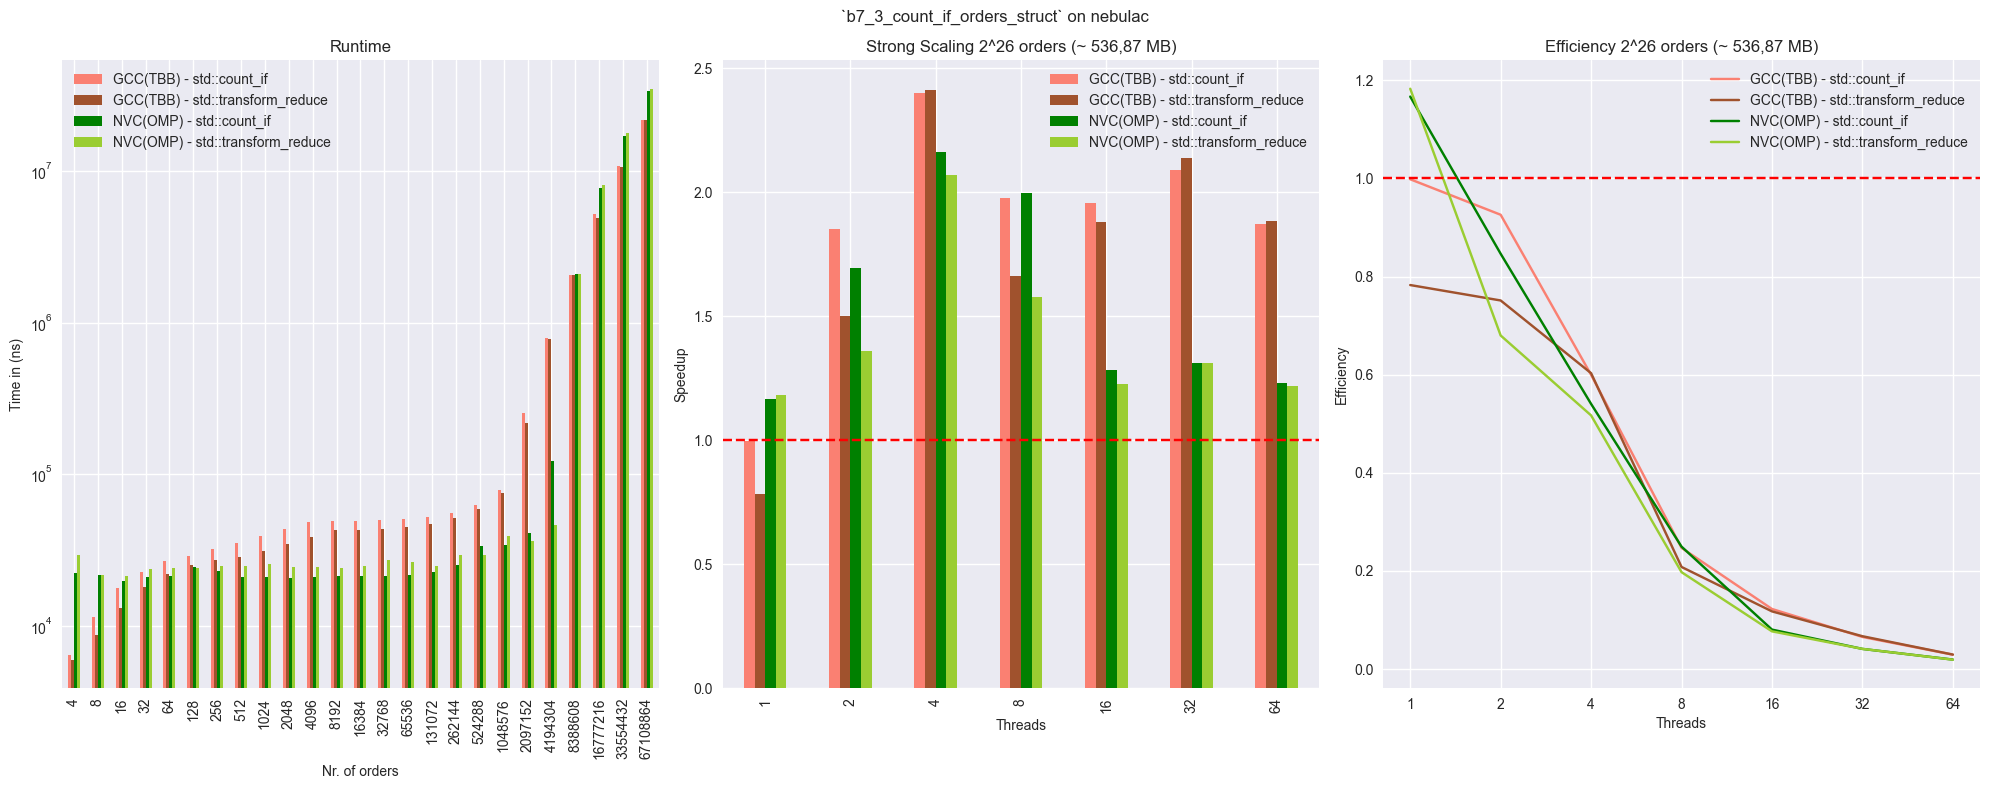 `b7_3_count_if_orders_struct` on nebulac
Runtime
GCC(TBB) - std::count_if
GCC(TBB) - std::transform_reduce
NVC(OMP) - std::count_if
NVC(OMP) - std::transform_reduce
Time in (ns)
10^7
10^6
10^5
10^4
4 8 16 32 64 128 256 512 1024 2048 4096 8192 16384 32768 65536 131072 262144 524288 1048576 2097152 4194304 8388608 16777216 33554432 67108864
Nr. of orders
Strong Scaling 2^26 orders (~ 536,87 MB)
GCC(TBB) - std::count_if
GCC(TBB) - std::transform_reduce
NVC(OMP) - std::count_if
NVC(OMP) - std::transform_reduce
Speedup
2.5
2.0
1.5
1.0
0.5
0.0
1 2 4 8 16 32 64
Threads
Efficiency 2^26 orders (~ 536,87 MB)
GCC(TBB) - std::count_if
GCC(TBB) - std::transform_reduce
NVC(OMP) - std::count_if
NVC(OMP) - std::transform_reduce
Efficiency
1.2
1.0
0.8
0.6
0.4
0.2
0.0
1 2 4 8 16 32 64
Threads